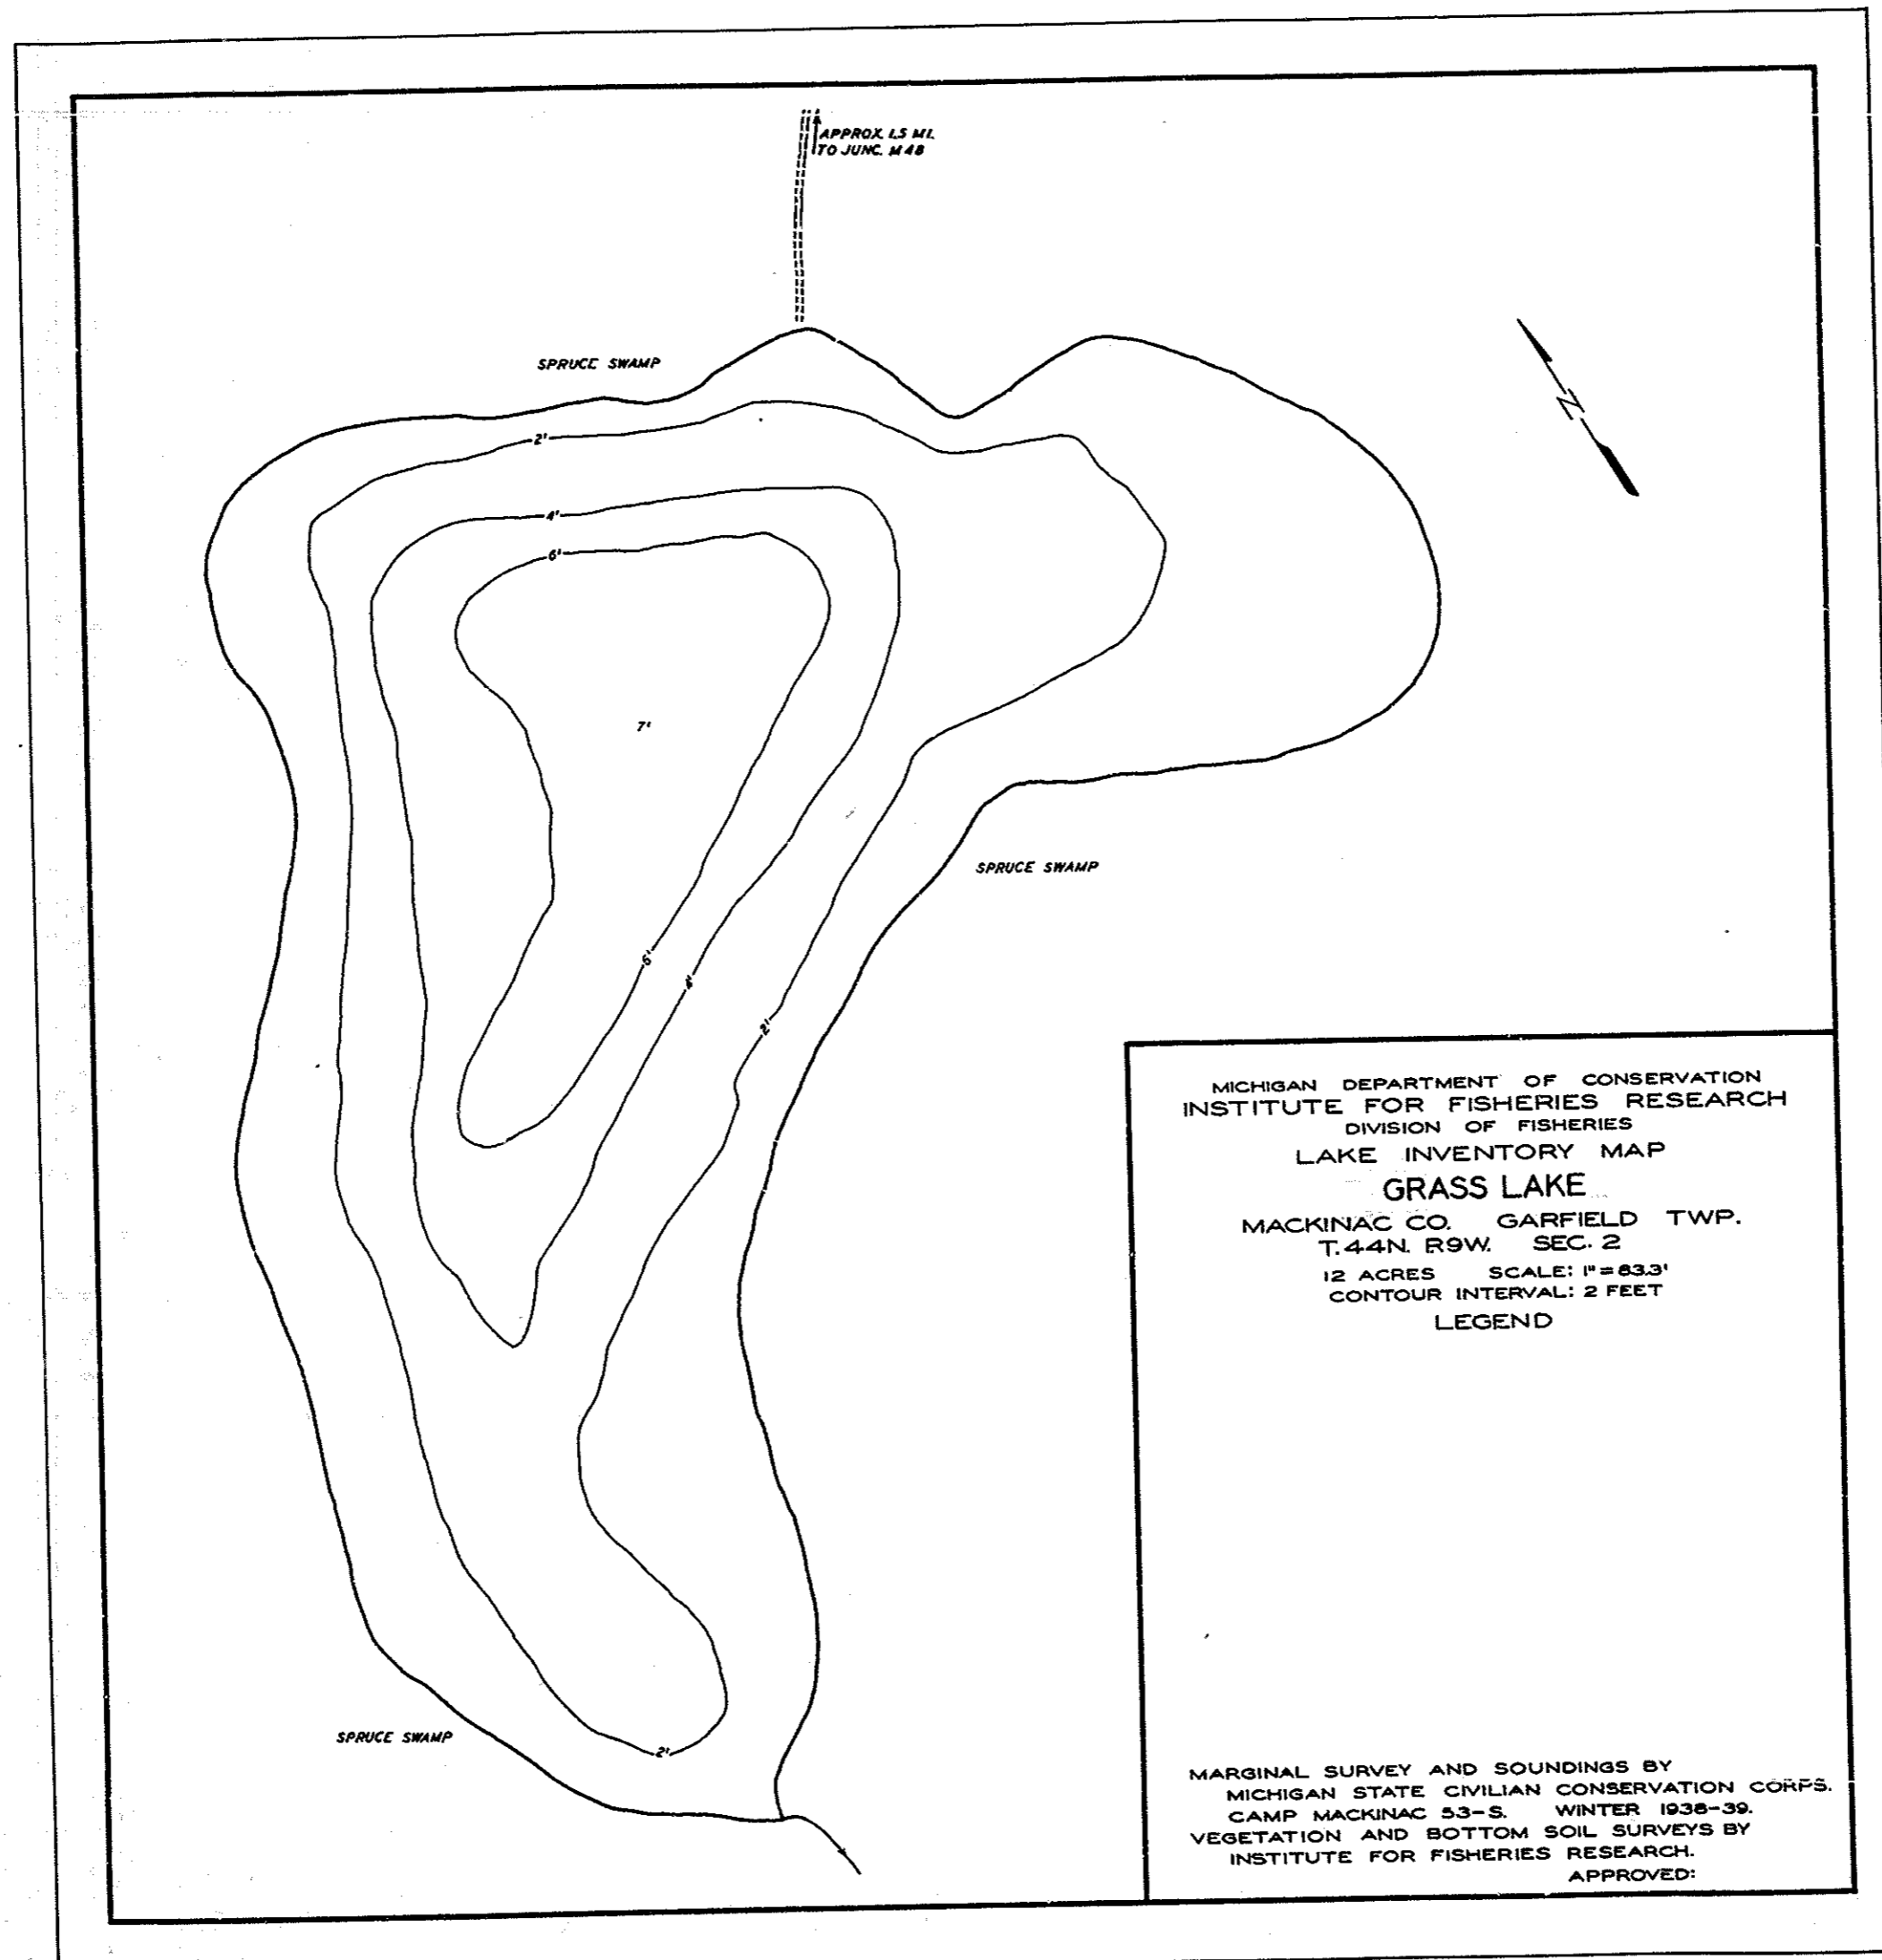 APPROX. 1.5 MI.
TO JUNC. M 48
SPRUCE SWAMP
2'
4'
6'
7'
SPRUCE SWAMP
6'
4'
2'
SPRUCE SWAMP
2'
N
MICHIGAN DEPARTMENT OF CONSERVATION
INSTITUTE FOR FISHERIES RESEARCH
DIVISION OF FISHERIES
LAKE INVENTORY MAP
GRASS LAKE
MACKINAC CO. GARFIELD TWP.
T.44N. R9W. SEC. 2
12 ACRES SCALE: 1"=83.3'
CONTOUR INTERVAL: 2 FEET
LEGEND
MARGINAL SURVEY AND SOUNDINGS BY
MICHIGAN STATE CIVILIAN CONSERVATION CORPS.
CAMP MACKINAC 53-S. WINTER 1938-39.
VEGETATION AND BOTTOM SOIL SURVEYS BY
INSTITUTE FOR FISHERIES RESEARCH.
APPROVED: